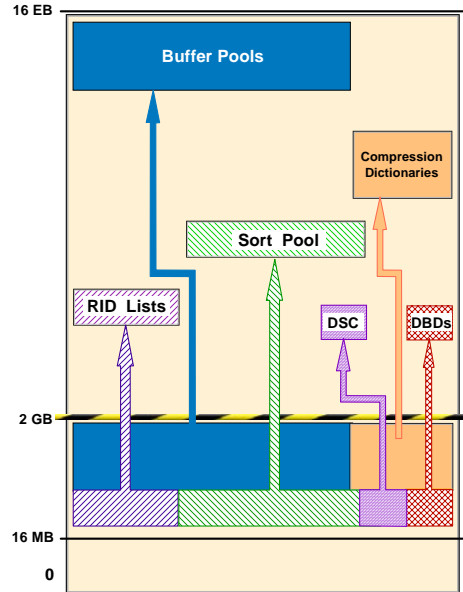 16 EB
Buffer Pools
Compression
Dictionaries
Sort Pool
RID Lists
DSC
DBDs
2 GB
16 MB
0